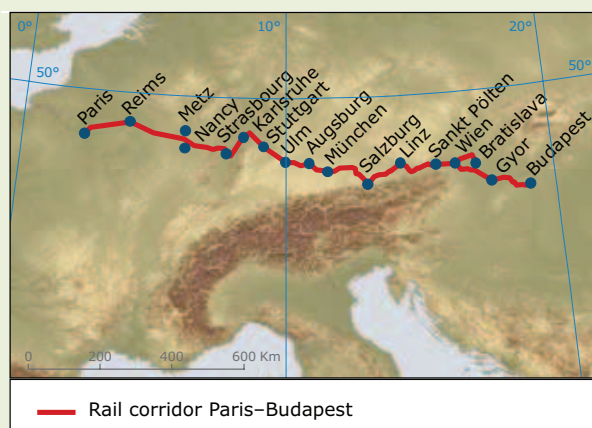 0°
10°
20°
50°
50°
Paris
Reims
Metz
Nancy
Strasbourg
Karlsruhe
Stuttgart
Ulm
Augsburg
München
Salzburg
Linz
Sankt Pölten
Wien
Bratislava
Gyor
Budapest
0 200 400 600 Km
Rail corridor Paris–Budapest